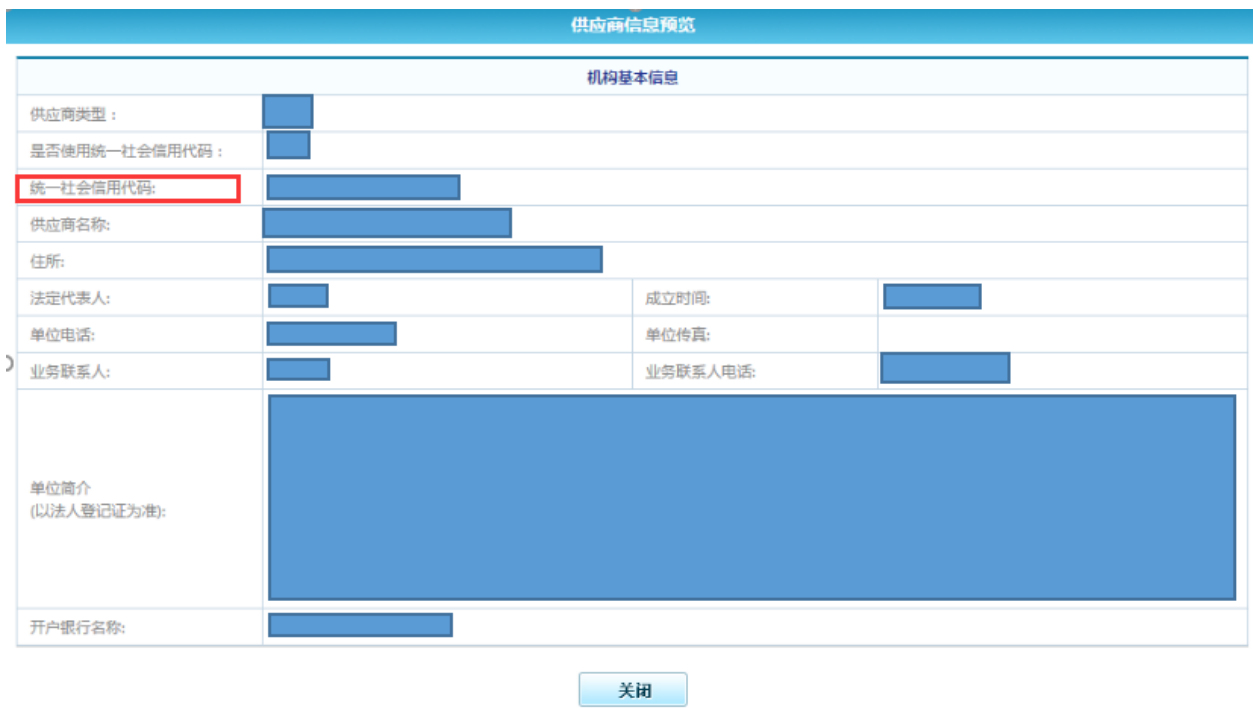 供应商信息预览
机构基本信息
供应商类型：
是否使用统一社会信用代码：
统一社会信用代码:
供应商名称:
住所:
法定代表人:
成立时间:
单位电话:
单位传真:
业务联系人:
业务联系人电话:
单位简介
(以法人登记证为准):
开户银行名称:
关闭